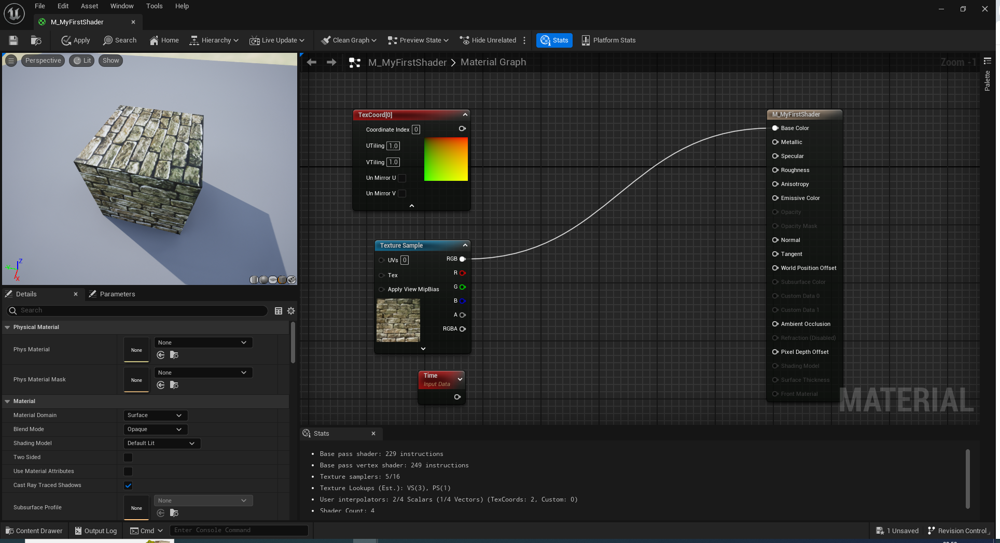 File Edit Asset Window Tools Help
M_MyFirstShader
Apply Search Home Hierarchy Live Update Clean Graph Preview State Hide Unrelated Stats Platform Stats
Perspective Lit Show
Z
X
M_MyFirstShader > Material Graph
Zoom -1
Palette
TexCoord[0]
Coordinate Index 0
UTiling 1.0
VTiling 1.0
Un Mirror U
Un Mirror V
Texture Sample
UVs 0 RGB
R
Tex
G
Apply View MipBias
B
A
RGBA
Time
Input Data
M_MyFirstShader
Base Color
Metallic
Specular
Roughness
Anisotropy
Emissive Color
Opacity
Opacity Mask
Normal
Tangent
World Position Offset
Subsurface Color
Custom Data 0
Custom Data 1
Ambient Occlusion
Refraction (Disabled)
Pixel Depth Offset
Shading Model
Surface Thickness
Front Material
MATERIAL
Details Parameters
Search
Physical Material
Phys Material None None
Phys Material Mask None None
Material
Material Domain Surface
Blend Mode Opaque
Shading Model Default Lit
Two Sided
Use Material Attributes
Cast Ray Traced Shadows
Subsurface Profile None None
Stats
• Base pass shader: 229 instructions
• Base pass vertex shader: 249 instructions
• Texture samplers: 5/16
• Texture Lookups (Est.): VS(3), PS(1)
• User interpolators: 2/4 Scalars (1/4 Vectors) (TexCoords: 2, Custom: 0)
• Shader Count: 4
Content Drawer Output Log Cmd Enter Console Command 1 Unsaved Revision Control